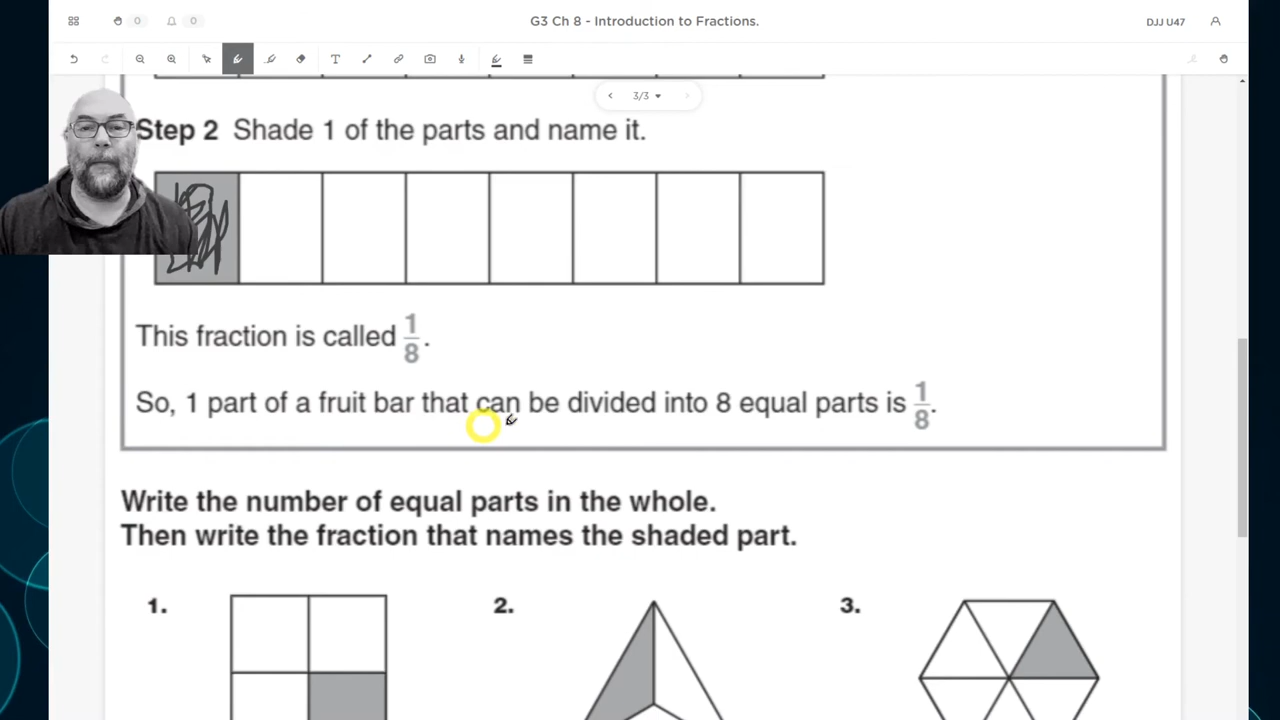 0
0
G3 Ch 8 - Introduction to Fractions.
DJJ U47
T
3/3
Step 2 Shade 1 of the parts and name it.
This fraction is called 1/8.
So, 1 part of a fruit bar that can be divided into 8 equal parts is 1/8.
Write the number of equal parts in the whole.
Then write the fraction that names the shaded part.
1.
2.
3.